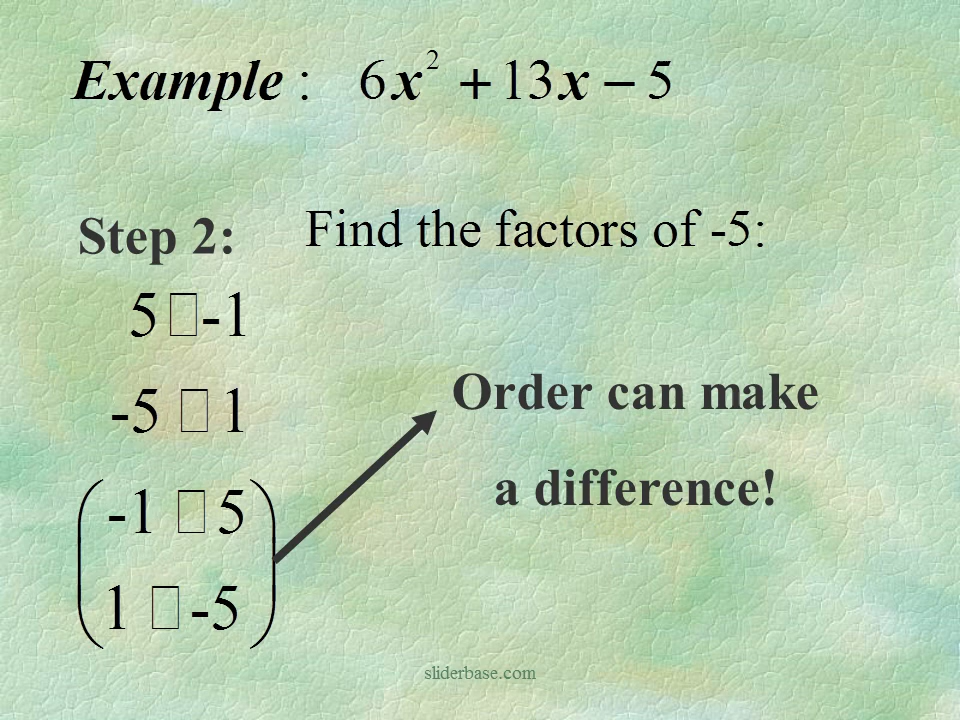 Example : 6x² + 13x − 5
Step 2: Find the factors of -5:
5 □ -1
-5 □ 1
Order can make
a difference!
-1 □ 5
1 □ -5
sliderbase.com